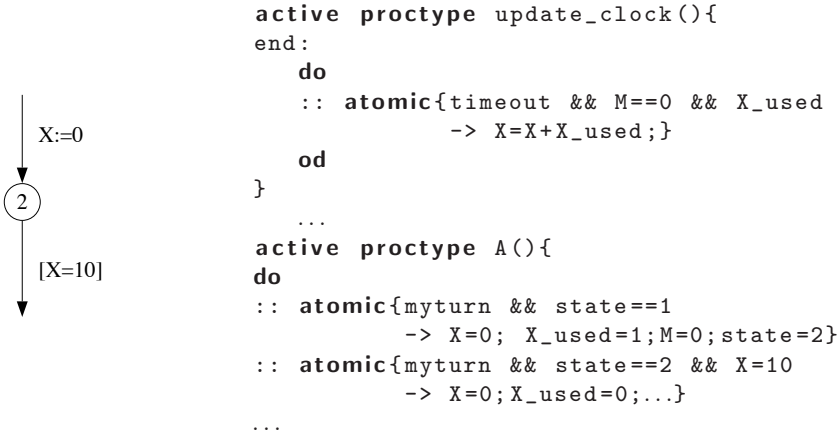 X:=0
2
[X=10]
active proctype update_clock(){
end:
do
:: atomic{timeout && M==0 && X_used
-> X=X+X_used;}
od
}
...
active proctype A(){
do
:: atomic{myturn && state==1
-> X=0; X_used=1;M=0;state=2}
:: atomic{myturn && state==2 && X=10
-> X=0;X_used=0;...}
...